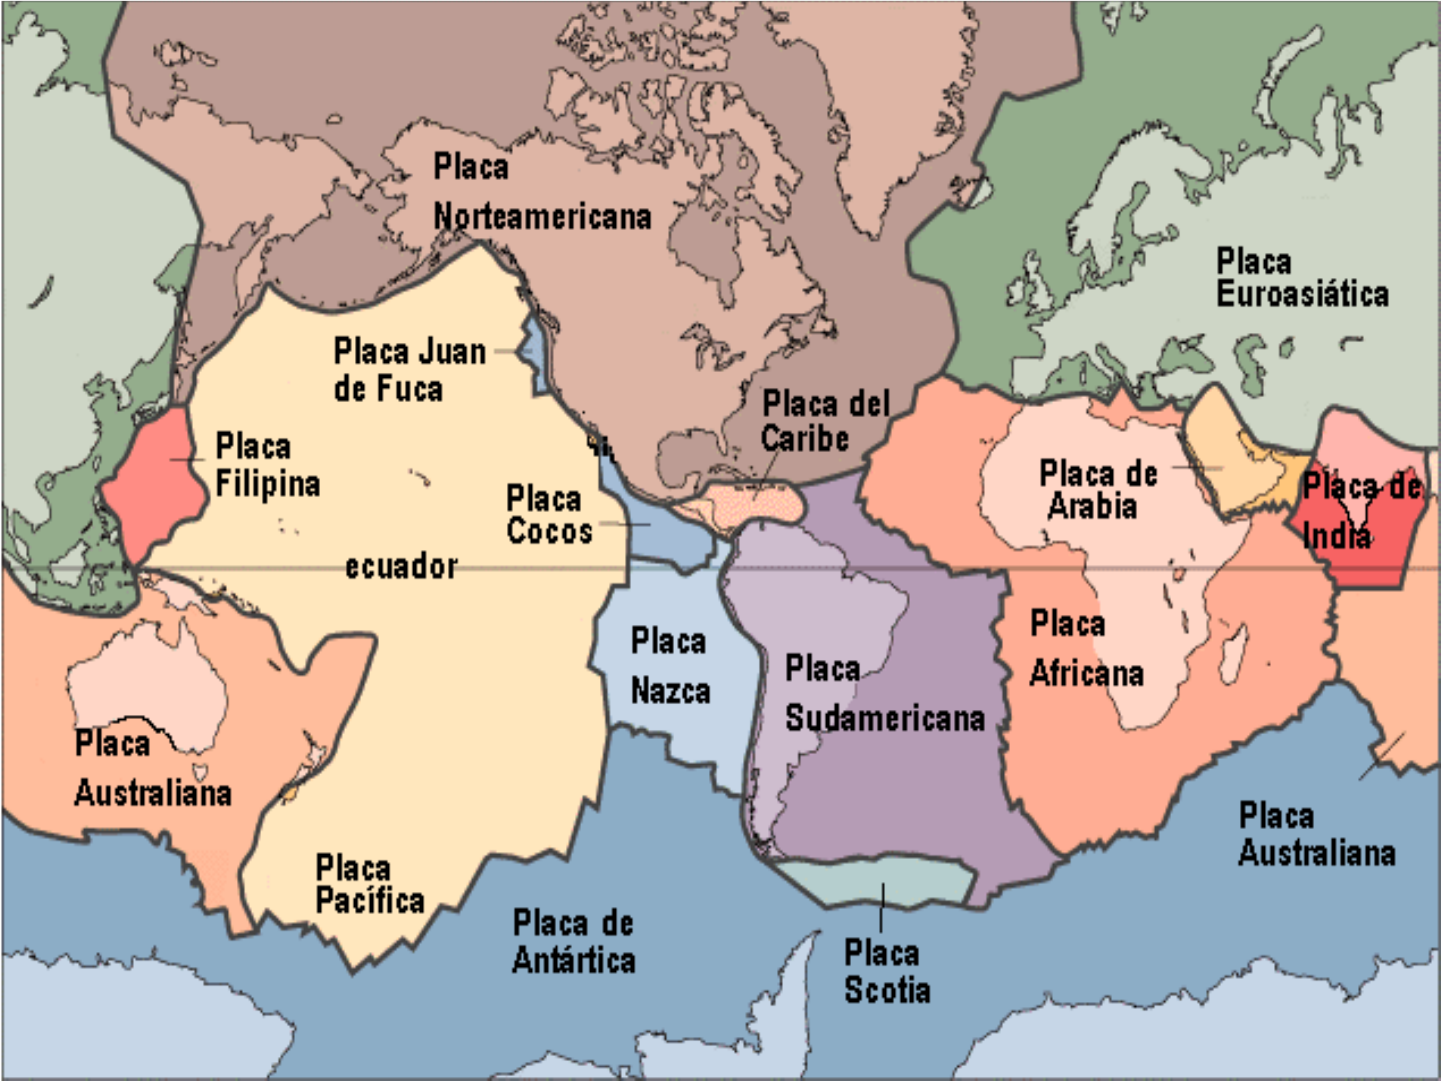 Placa
Norteamericana
Placa
Euroasiática
Placa Juan
de Fuca
Placa del
Caribe
Placa
Filipina
Placa
Cocos
Placa de
Arabia
Placa de
India
ecuador
Placa
Nazca
Placa
Sudamericana
Placa
Africana
Placa
Australiana
Placa
Pacífica
Placa de
Antártica
Placa
Scotia
Placa
Australiana